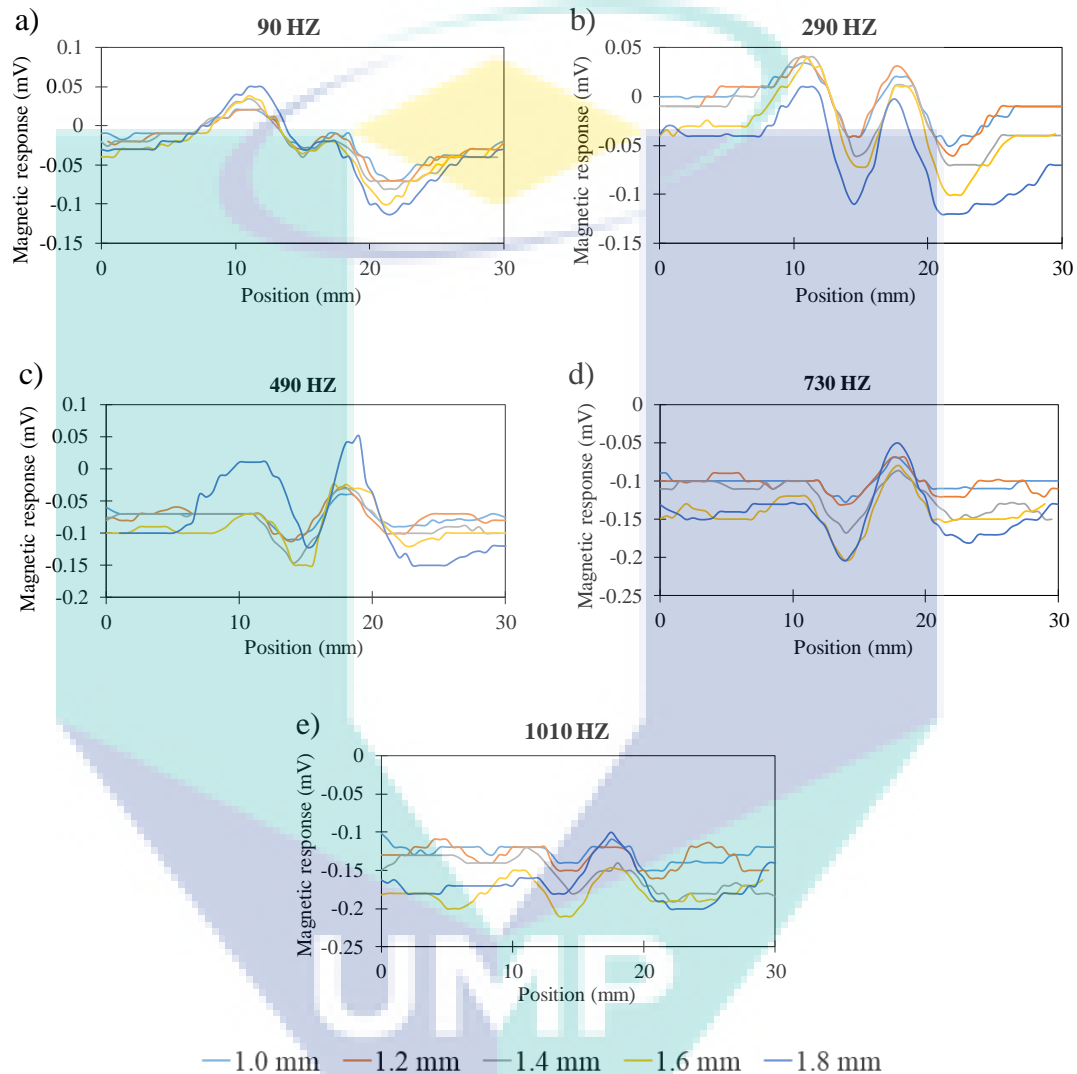 a)
90 HZ
Magnetic response (mV)
0.1
0.05
0
-0.05
-0.1
-0.15
0 10 20 30
Position (mm)
b)
290 HZ
Magnetic response (mV)
0.05
0
-0.05
-0.1
-0.15
0 10 20 30
Position (mm)
c)
490 HZ
Magnetic response (mV)
0.1
0.05
0
-0.05
-0.1
-0.15
-0.2
0 10 20 30
Position (mm)
d)
730 HZ
Magnetic response (mV)
0
-0.05
-0.1
-0.15
-0.2
-0.25
0 10 20 30
Position (mm)
e)
1010 HZ
Magnetic response (mV)
0
-0.05
-0.1
-0.15
-0.2
-0.25
0 10 20 30
Position (mm)
UMP
1.0 mm 1.2 mm 1.4 mm 1.6 mm 1.8 mm